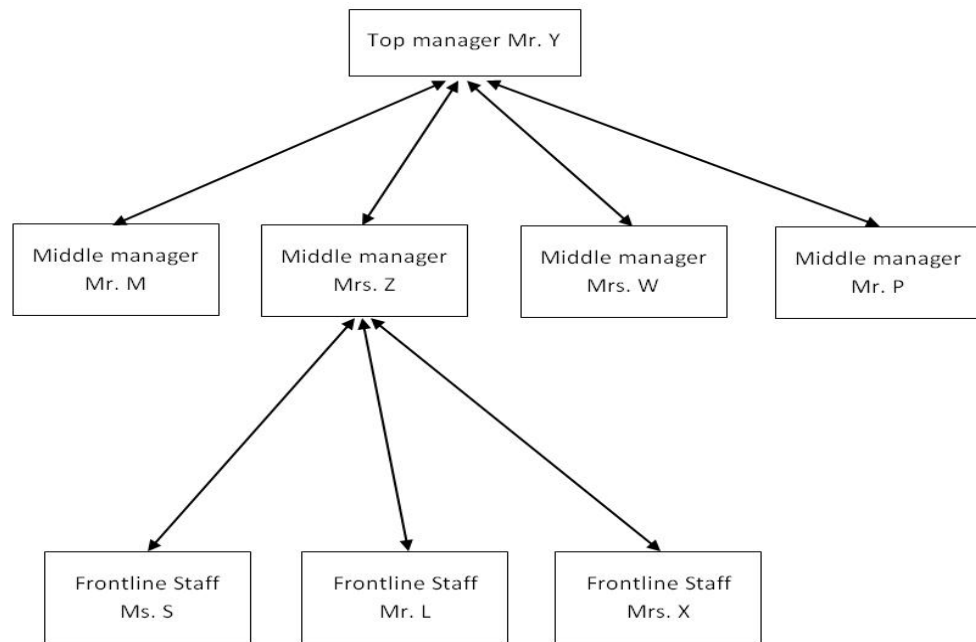 Top manager Mr. Y
Middle manager
Mr. M
Middle manager
Mrs. Z
Middle manager
Mrs. W
Middle manager
Mr. P
Frontline Staff
Ms. S
Frontline Staff
Mr. L
Frontline Staff
Mrs. X